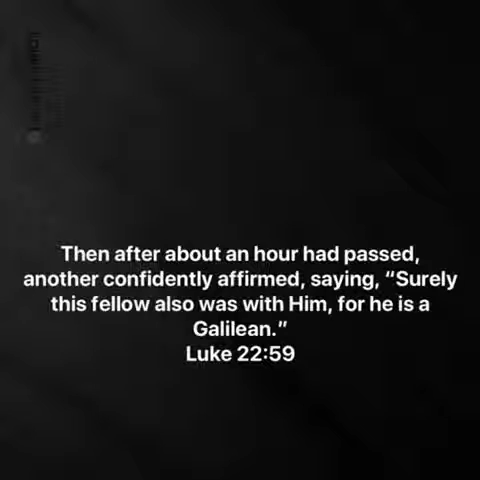 Then after about an hour had passed,
another confidently affirmed, saying, “Surely
this fellow also was with Him, for he is a
Galilean.”
Luke 22:59